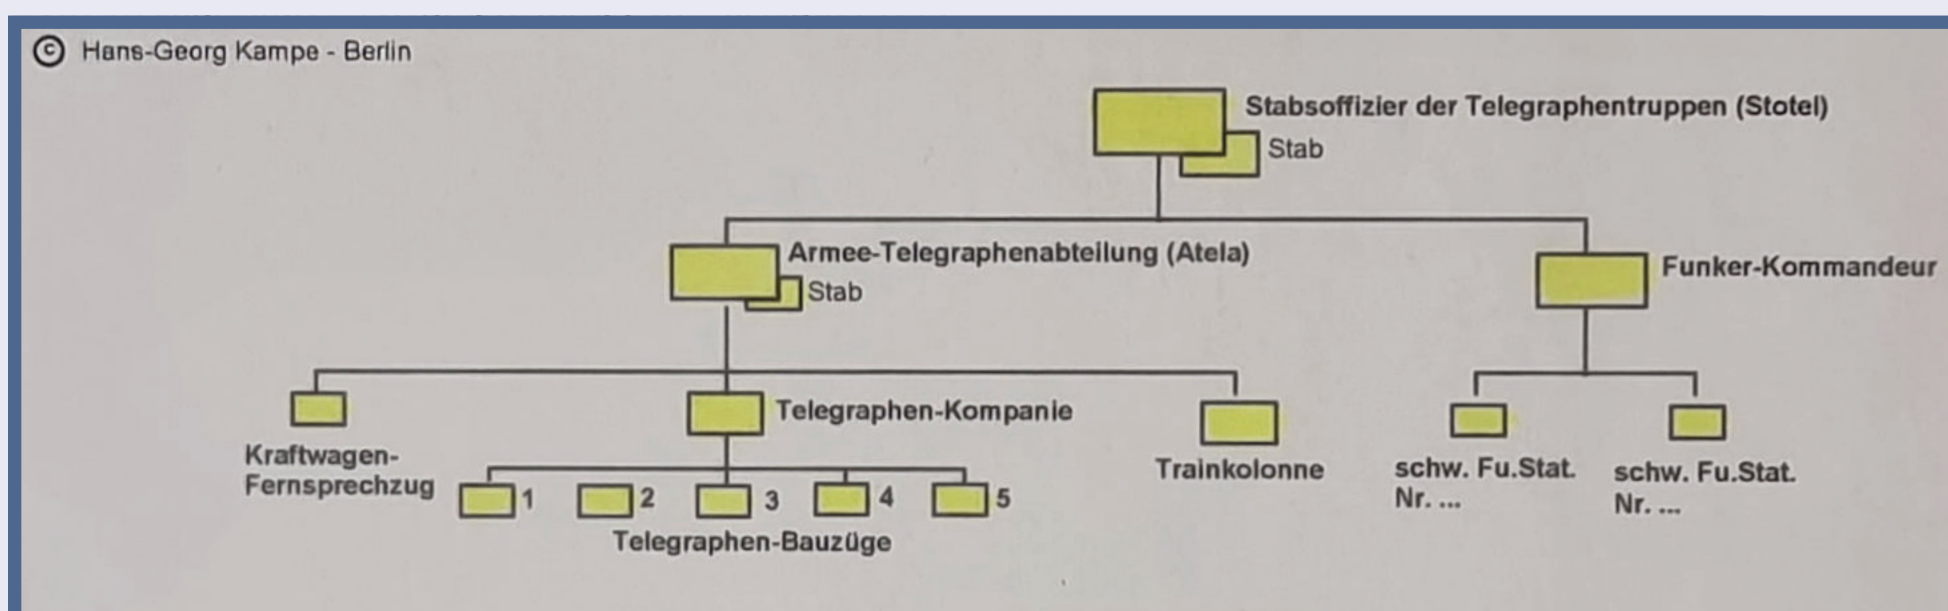 © Hans-Georg Kampe - Berlin
Stabsoffizier der Telegraphentruppen (Stotel)
Stab
Armee-Telegraphenabteilung (Atela)
Stab
Funker-Kommandeur
Kraftwagen-
Fernsprechzug
Telegraphen-Kompanie
Trainkolonne
schw. Fu.Stat.
Nr. ...
schw. Fu.Stat.
Nr. ...
1 2 3 4 5
Telegraphen-Bauzüge